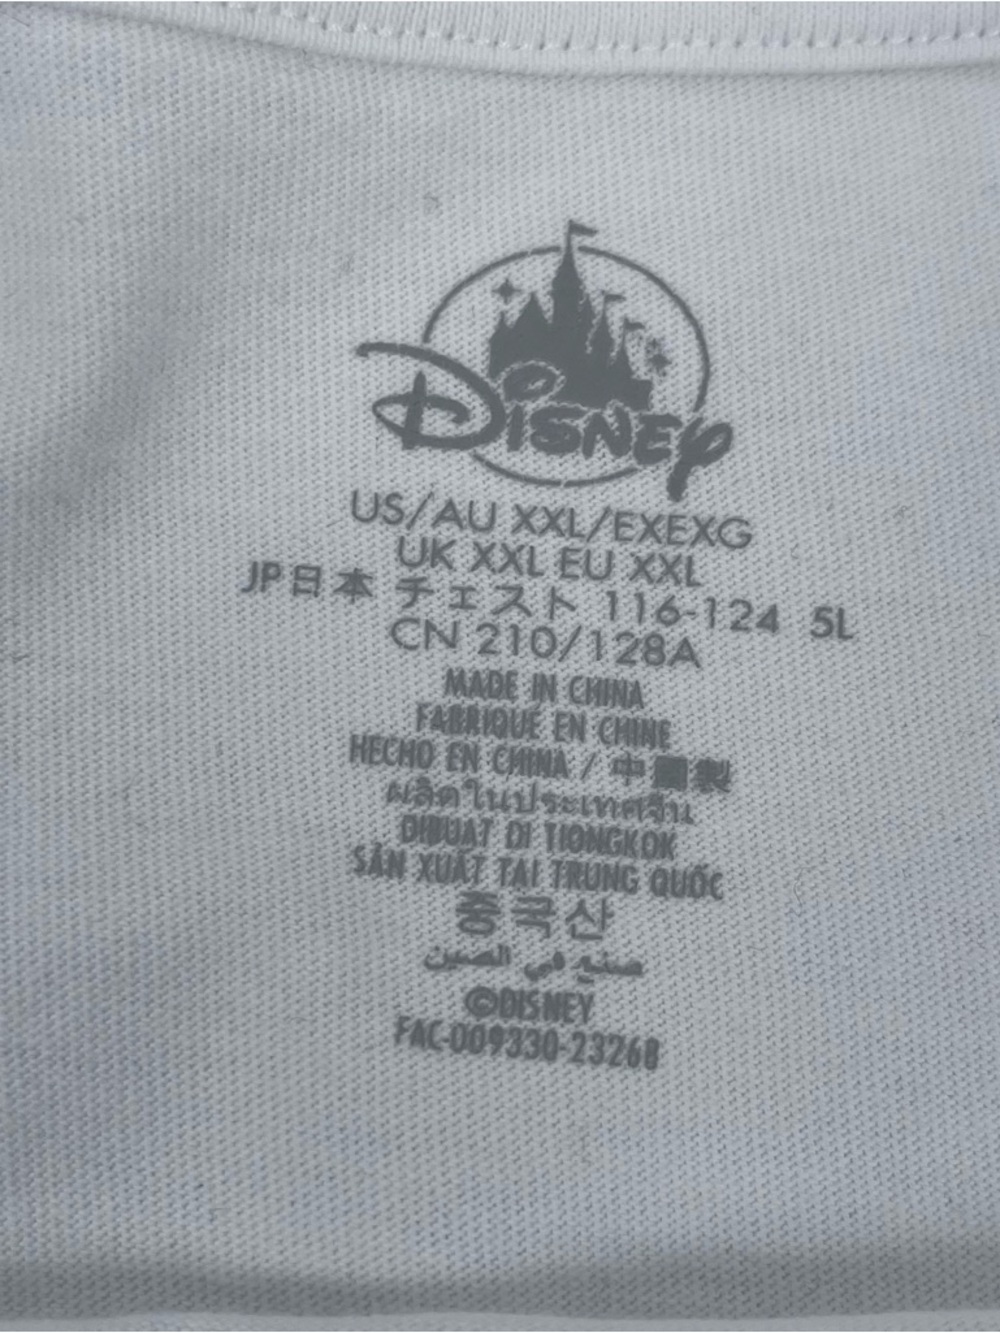 Disney
US/AU XXL/EXEXG
UK XXL EU XXL
JP日本 チェスト 116-124 5L
CN 210/128A
MADE IN CHINA
FABRIQUÉ EN CHINE
HECHO EN CHINA / 中國製
ผลิตในประเทศจีน
DIBUAT DI TIONGKOK
SẢN XUẤT TẠI TRUNG QUỐC
중국산
صنع في الصين
©DISNEY
FAC-009330-23268